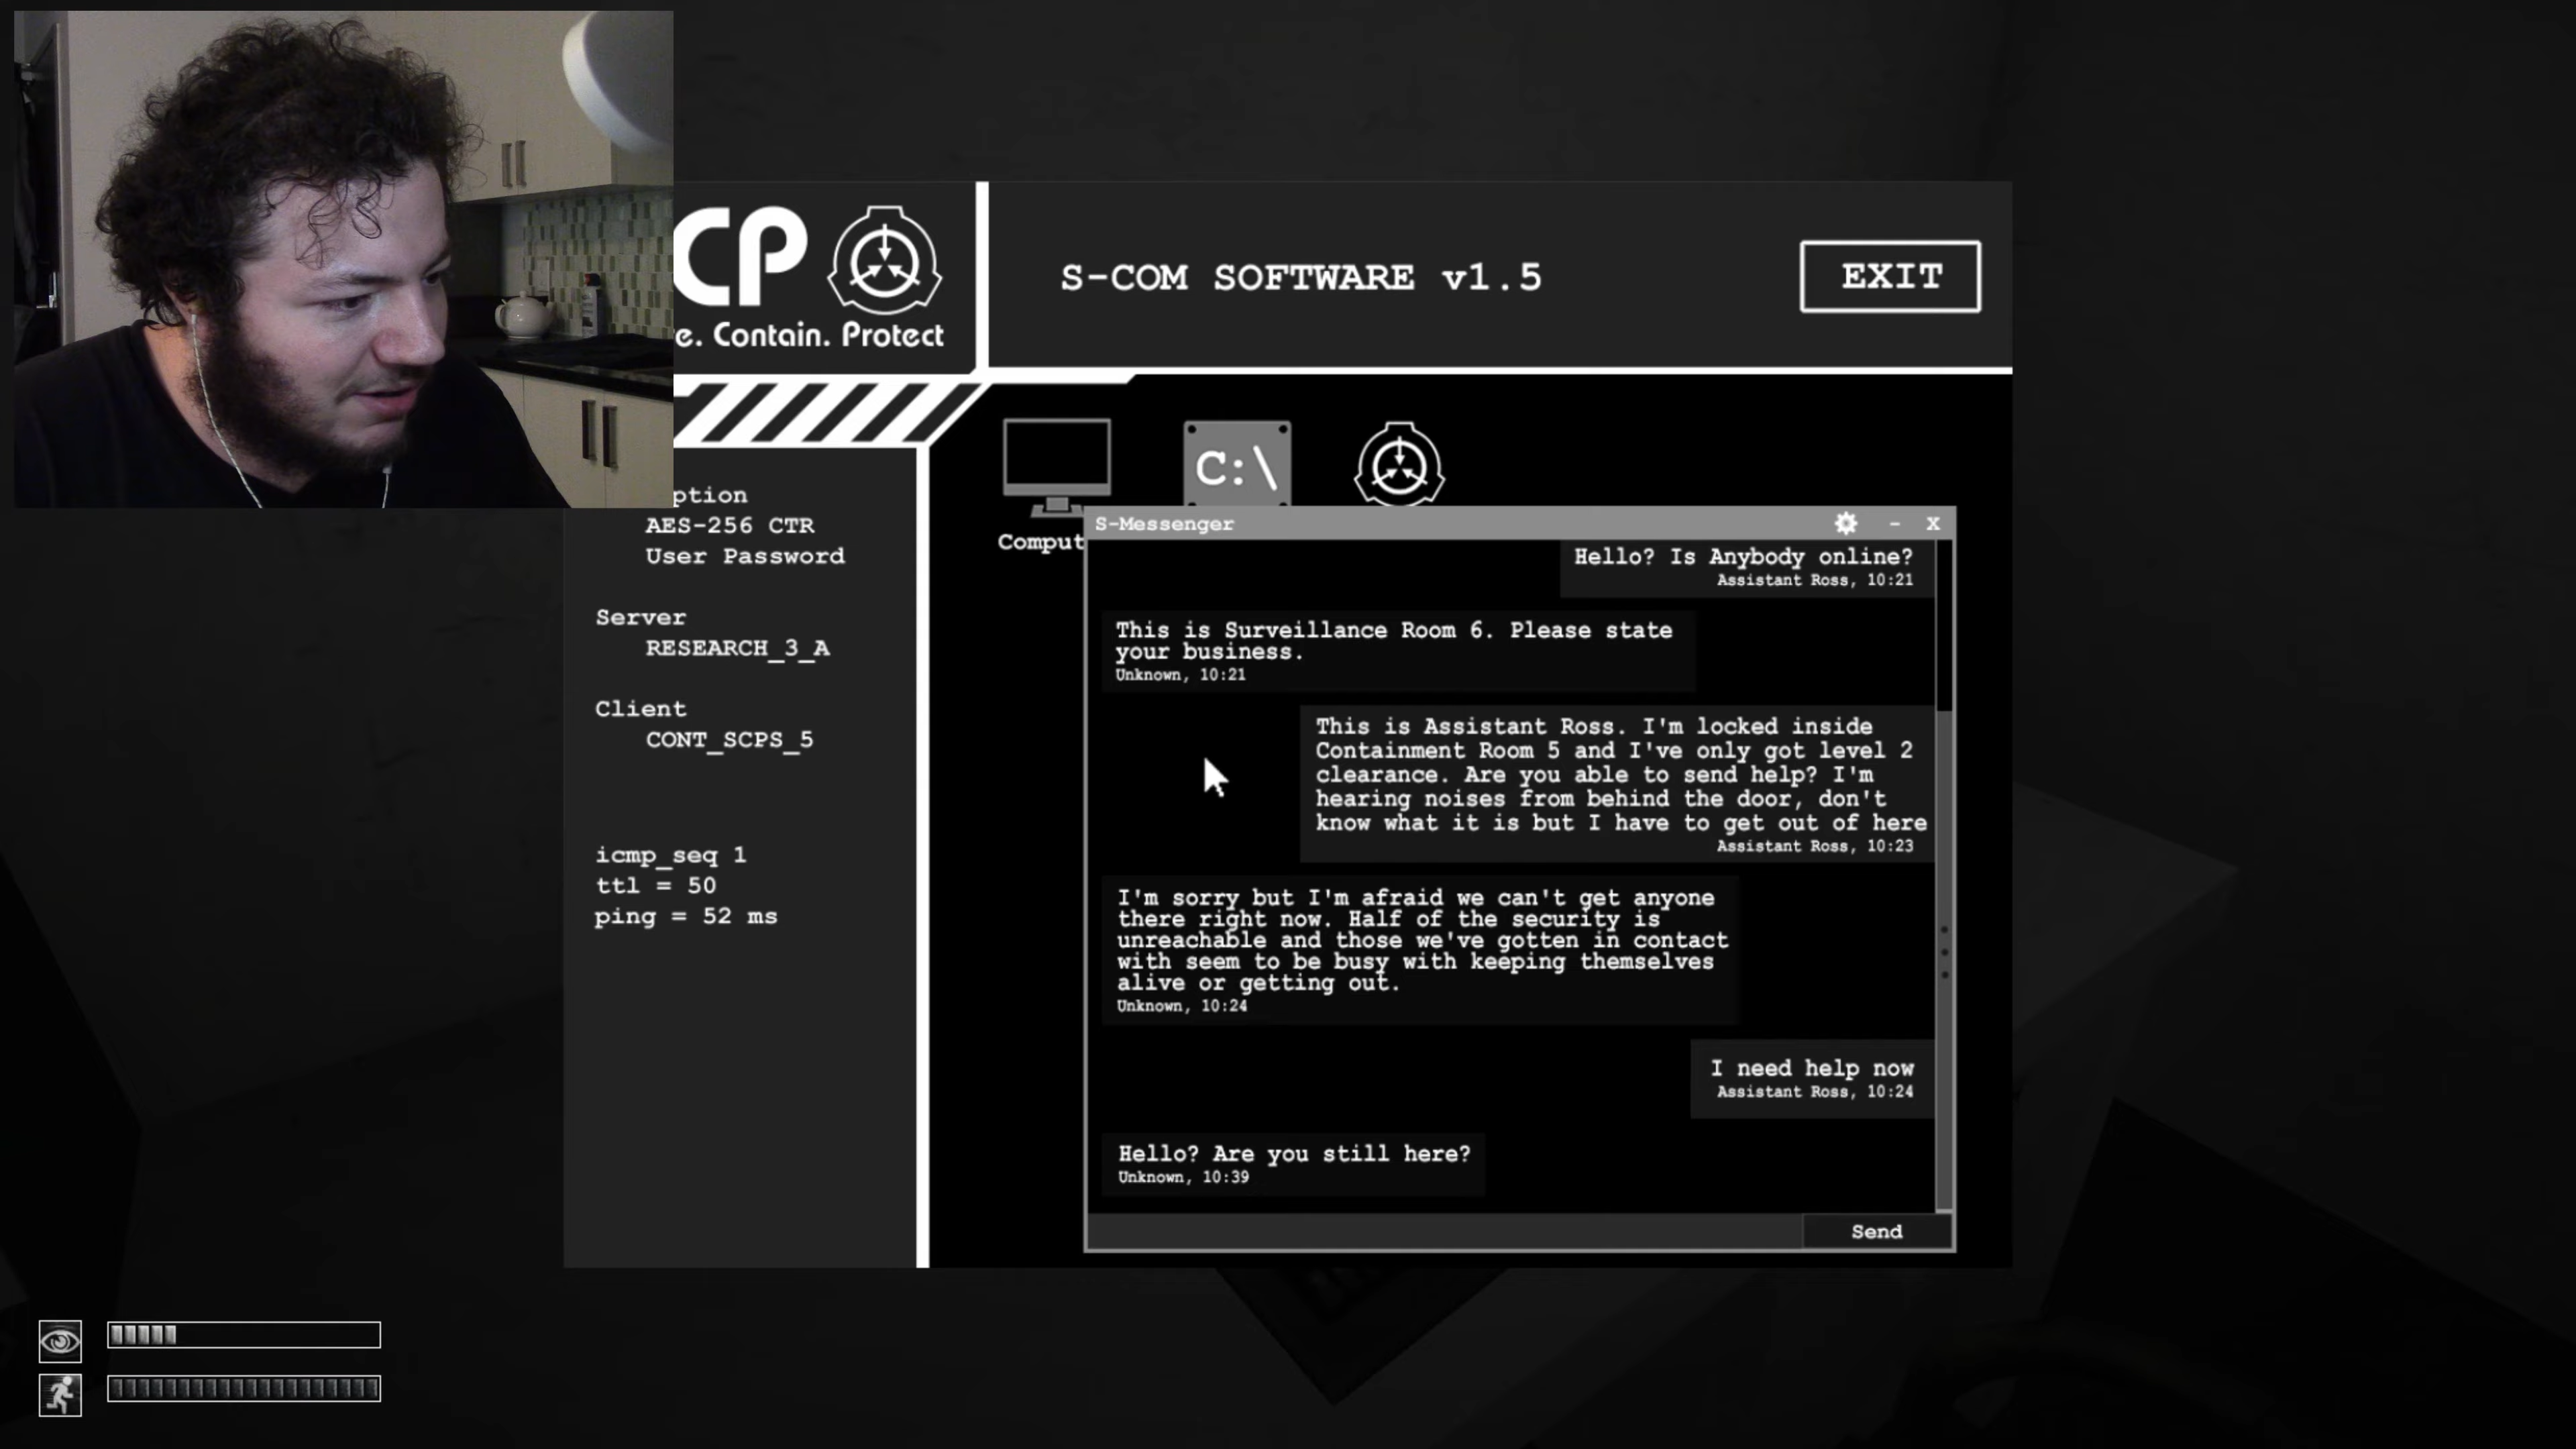 CP
e. Contain. Protect
S-COM SOFTWARE v1.5
EXIT
ption
AES-256 CTR
User Password
Server
RESEARCH_3_A
Client
CONT_SCPS_5
icmp_seq 1
ttl = 50
ping = 52 ms
C:\
Comput
S-Messenger
- X
Hello? Is Anybody online?
Assistant Ross, 10:21
This is Surveillance Room 6. Please state
your business.
Unknown, 10:21
This is Assistant Ross. I'm locked inside
Containment Room 5 and I've only got level 2
clearance. Are you able to send help? I'm
hearing noises from behind the door, don't
know what it is but I have to get out of here
Assistant Ross, 10:23
I'm sorry but I'm afraid we can't get anyone
there right now. Half of the security is
unreachable and those we've gotten in contact
with seem to be busy with keeping themselves
alive or getting out.
Unknown, 10:24
I need help now
Assistant Ross, 10:24
Hello? Are you still here?
Unknown, 10:39
Send